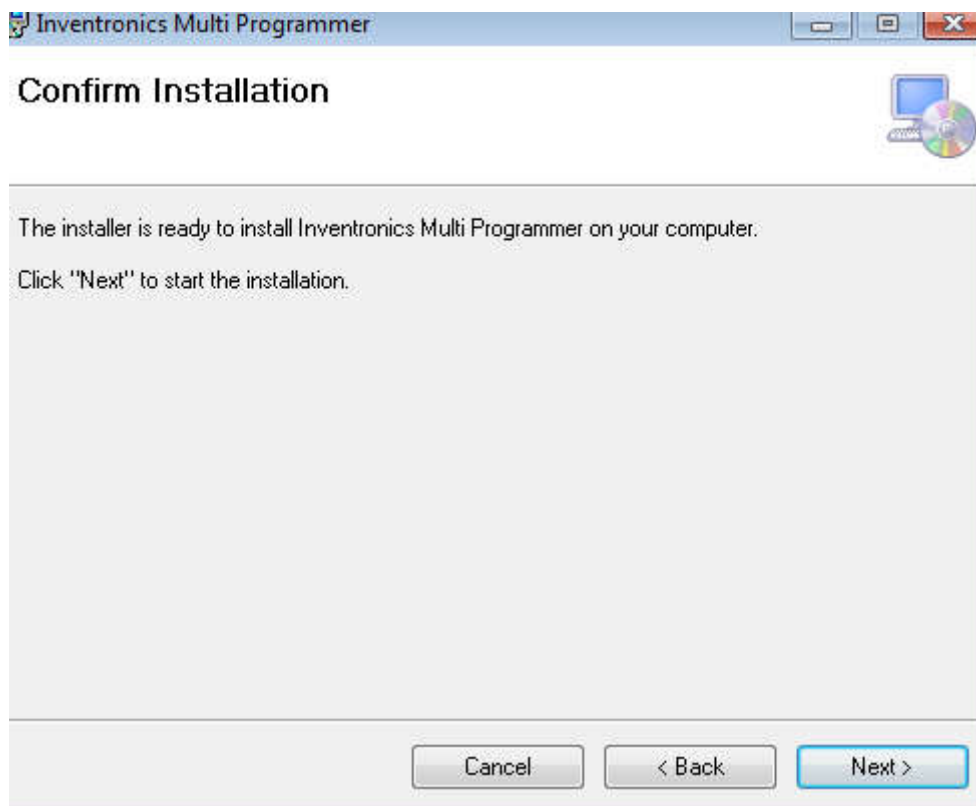 Inventronics Multi Programmer
Confirm Installation
The installer is ready to install Inventronics Multi Programmer on your computer.
Click "Next" to start the installation.
Cancel
< Back
Next >